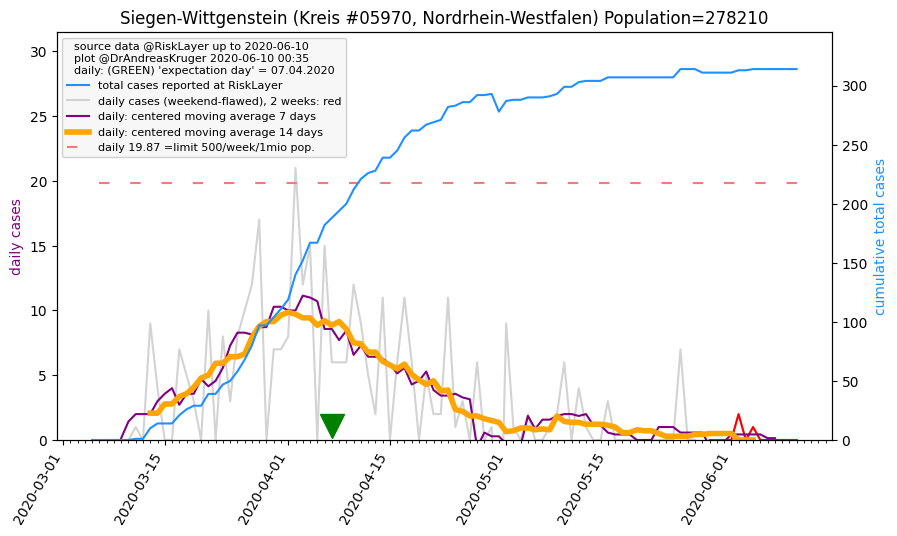 Siegen-Wittgenstein (Kreis #05970, Nordrhein-Westfalen) Population=278210
source data @RiskLayer up to 2020-06-10
plot @DrAndreasKruger 2020-06-10 00:35
daily: (GREEN) 'expectation day' = 07.04.2020
total cases reported at RiskLayer
daily cases (weekend-flawed), 2 weeks: red
daily: centered moving average 7 days
daily: centered moving average 14 days
daily 19.87 =limit 500/week/1mio pop.
daily cases
30
25
20
15
10
5
0
cumulative total cases
300
250
200
150
100
50
0
2020-03-01
2020-03-15
2020-04-01
2020-04-15
2020-05-01
2020-05-15
2020-06-01